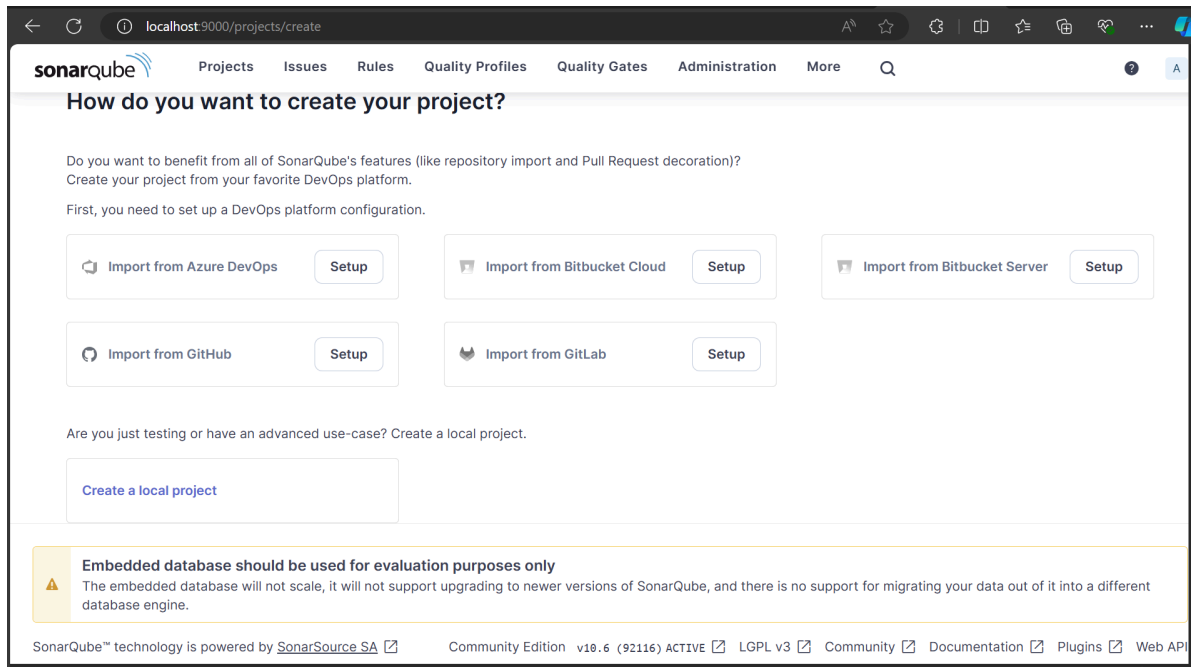 localhost:9000/projects/create
sonarqube Projects Issues Rules Quality Profiles Quality Gates Administration More ? A
How do you want to create your project?
Do you want to benefit from all of SonarQube's features (like repository import and Pull Request decoration)?
Create your project from your favorite DevOps platform.
First, you need to set up a DevOps platform configuration.
Import from Azure DevOps Setup Import from Bitbucket Cloud Setup Import from Bitbucket Server Setup
Import from GitHub Setup Import from GitLab Setup
Are you just testing or have an advanced use-case? Create a local project.
Create a local project
Embedded database should be used for evaluation purposes only
The embedded database will not scale, it will not support upgrading to newer versions of SonarQube, and there is no support for migrating your data out of it into a different
database engine.
SonarQube™ technology is powered by SonarSource SA Community Edition v10.6 (92116) ACTIVE LGPL v3 Community Documentation Plugins Web API